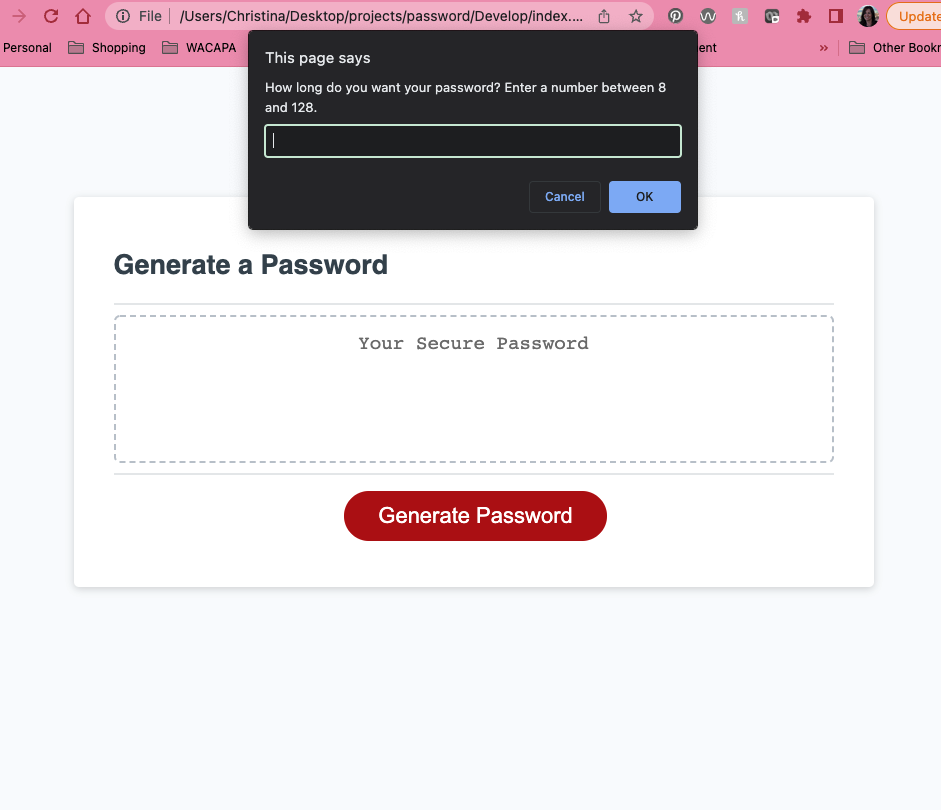 File /Users/Christina/Desktop/projects/password/Develop/index.... Update
Personal Shopping WACAPA ent » Other Bookr
This page says
How long do you want your password? Enter a number between 8
and 128.
Cancel OK
Generate a Password
Your Secure Password
Generate Password